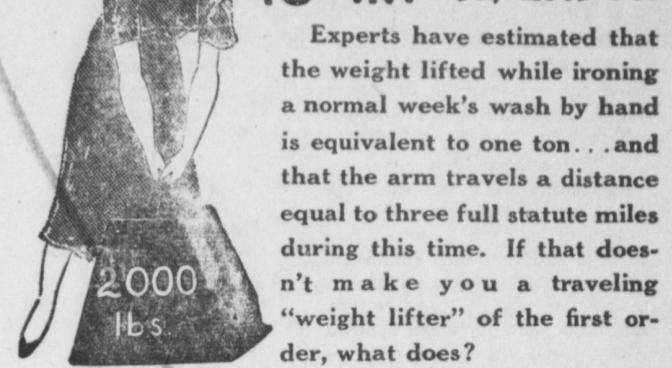 Experts have estimated that
the weight lifted while ironing
a normal week's wash by hand
is equivalent to one ton...and
that the arm travels a distance
equal to three full statute miles
during this time. If that does-
n't make you a traveling
"weight lifter" of the first or-
der, what does?
2000
lbs.